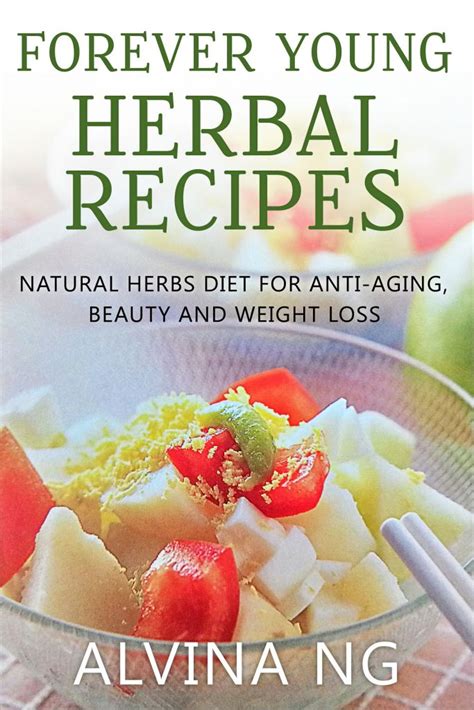 FOREVER YOUNG
HERBAL
RECIPES
NATURAL HERBS DIET FOR ANTI-AGING,
BEAUTY AND WEIGHT LOSS
ALVINA NG